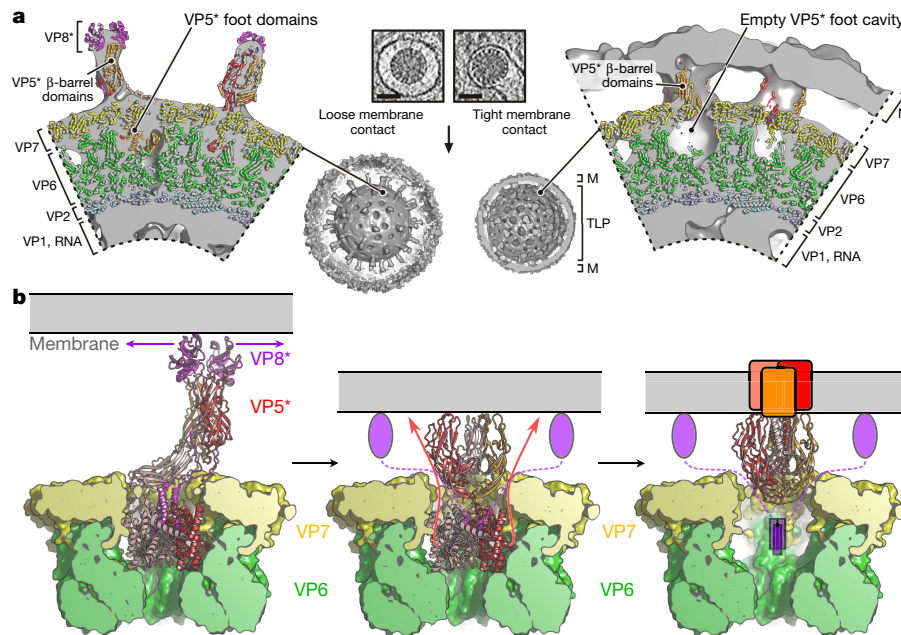 a
VP8*
VP5* foot domains
VP5* β-barrel
domains
VP7
VP6
VP2
VP1, RNA
Loose membrane
contact
Tight membrane
contact
Empty VP5* foot cavity
VP5* β-barrel
domains
M
TLP
M
VP7
VP6
VP2
VP1, RNA
b
Membrane
VP8*
VP5*
VP7
VP6
VP7
VP6